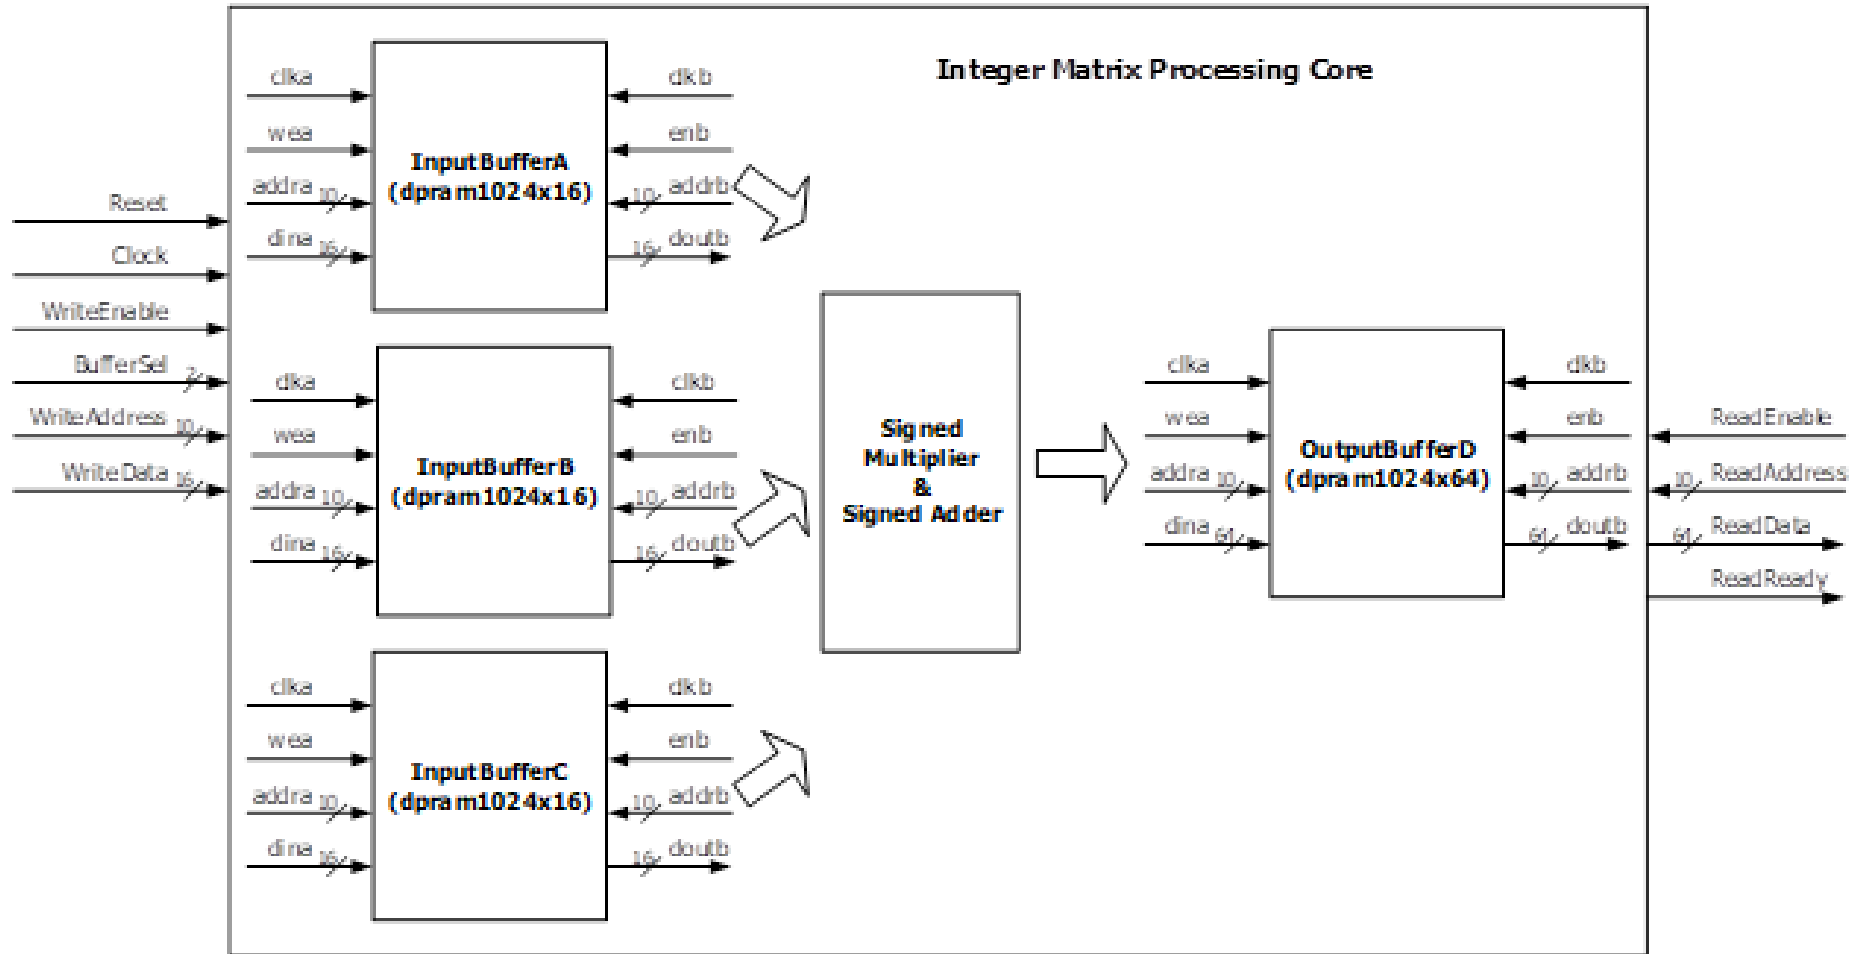 Integer Matrix Processing Core
Reset
Clock
WriteEnable
BufferSel 2
WriteAddress 10
WriteData 16
clka
wea
addra 10
dina 16
InputBufferA
(dpram1024x16)
clkb
enb
10 addrb
16 doutb
clka
wea
addra 10
dina 16
InputBufferB
(dpram1024x16)
clkb
enb
10 addrb
16 doutb
clka
wea
addra 10
dina 16
InputBufferC
(dpram1024x16)
clkb
enb
10 addrb
16 doutb
Signed
Multiplier
&
Signed Adder
clka
wea
addra 10
dina 64
OutputBufferD
(dpram1024x64)
clkb
enb
10 addrb
64 doutb
ReadEnable
10 ReadAddress
64 ReadData
ReadReady